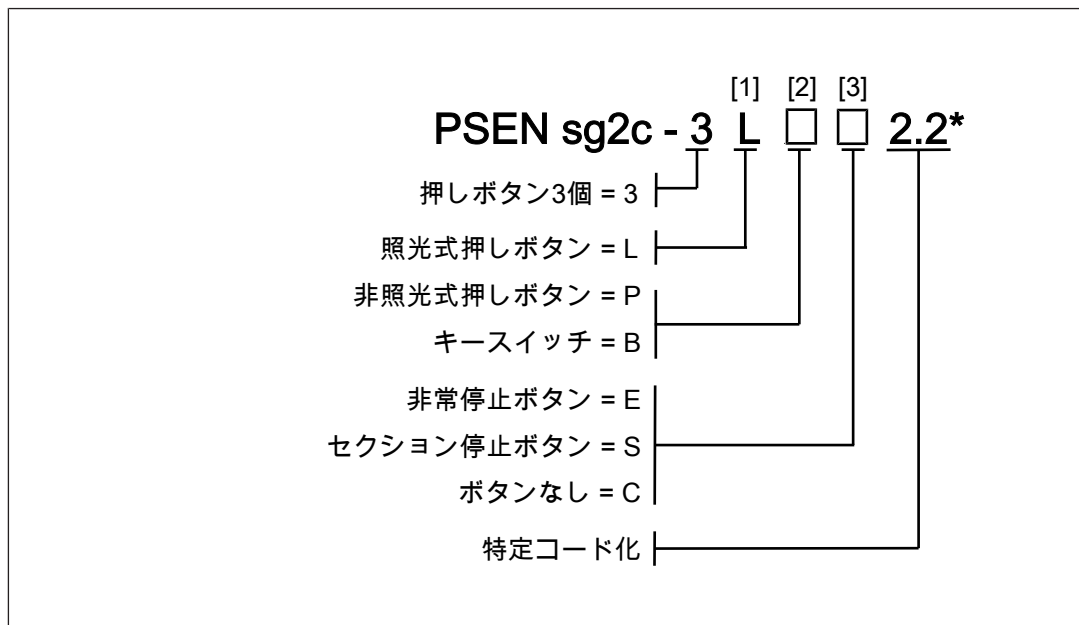 [1] [2] [3]
PSEN sg2c - 3 L □ □ 2.2*
押しボタン3個 = 3
照光式押しボタン = L
非照光式押しボタン = P
キースイッチ = B
非常停止ボタン = E
セクション停止ボタン = S
ボタンなし = C
特定コード化